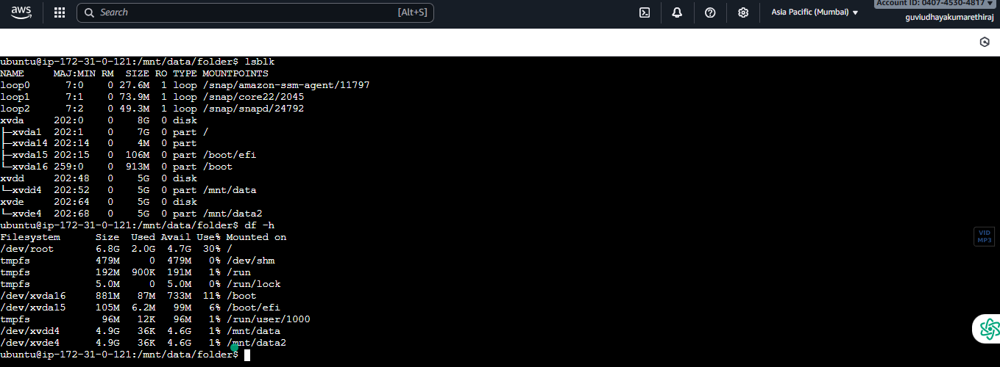 aws
Search
[Alt+S]
Asia Pacific (Mumbai)
Account ID: 0407-4530-4817
guviudhayakumarethiraj
ubuntu@ip-172-31-0-121:/mnt/data/folder$ lsblk
NAME     MAJ:MIN RM  SIZE RO TYPE MOUNTPOINTS
loop0      7:0    0 27.6M  1 loop /snap/amazon-ssm-agent/11797
loop1      7:1    0 73.9M  1 loop /snap/core22/2045
loop2      7:2    0 49.3M  1 loop /snap/snapd/24792
xvda     202:0    0    8G  0 disk
├─xvda1  202:1    0    7G  0 part /
├─xvda14 202:14   0    4M  0 part
├─xvda15 202:15   0  106M  0 part /boot/efi
└─xvda16 259:0    0  913M  0 part /boot
xvdd     202:48   0    5G  0 disk
└─xvdd4  202:52   0    5G  0 part /mnt/data
xvde     202:64   0    5G  0 disk
└─xvde4  202:68   0    5G  0 part /mnt/data2
ubuntu@ip-172-31-0-121:/mnt/data/folder$ df -h
Filesystem      Size  Used Avail Use% Mounted on
/dev/root       6.8G  2.0G  4.7G  30% /
tmpfs           479M     0  479M   0% /dev/shm
tmpfs           192M  900K  191M   1% /run
tmpfs           5.0M     0  5.0M   0% /run/lock
/dev/xvda16     881M   87M  733M  11% /boot
/dev/xvda15     105M  6.2M   99M   6% /boot/efi
tmpfs            96M   12K   96M   1% /run/user/1000
/dev/xvdd4      4.9G   36K  4.6G   1% /mnt/data
/dev/xvde4      4.9G   36K  4.6G   1% /mnt/data2
ubuntu@ip-172-31-0-121:/mnt/data/folder$
VID
MP3